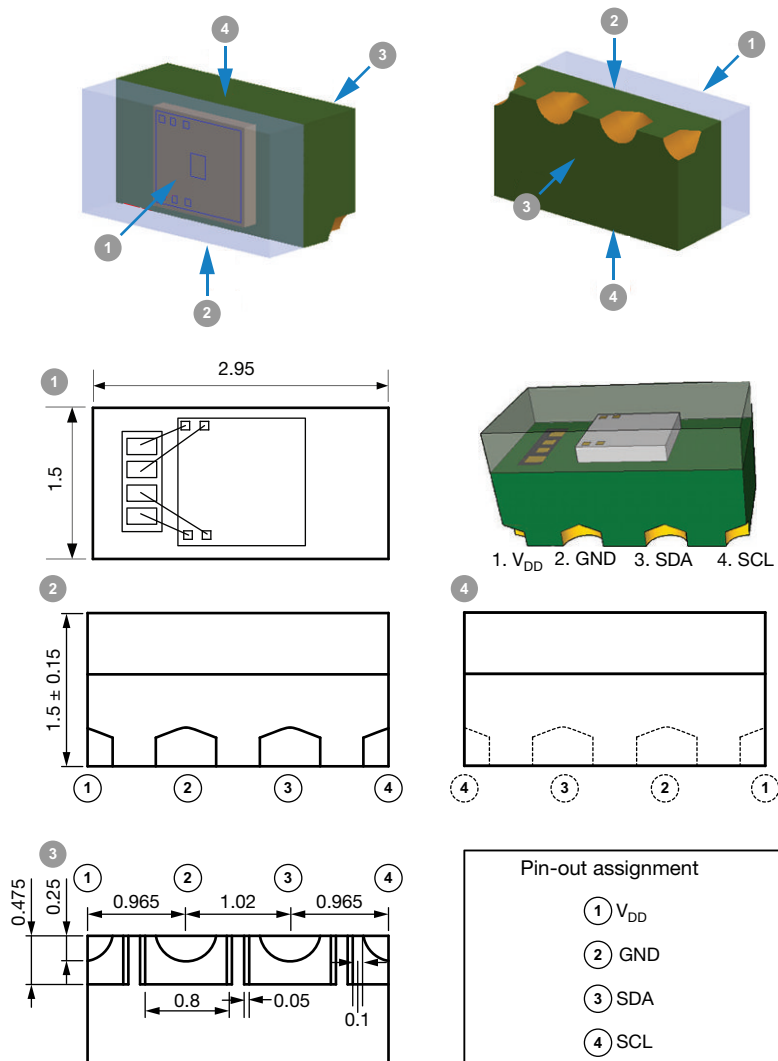 4
3
1
2
2
1
3
4
1
2.95
1.5
1. VDD 2. GND 3. SDA 4. SCL
2
1.5 ± 0.15
1 2 3 4
4
4 3 2 1
3
1 2 3 4
0.475
0.25
0.965 1.02 0.965
0.8
0.05
0.1
Pin-out assignment
1 VDD
2 GND
3 SDA
4 SCL